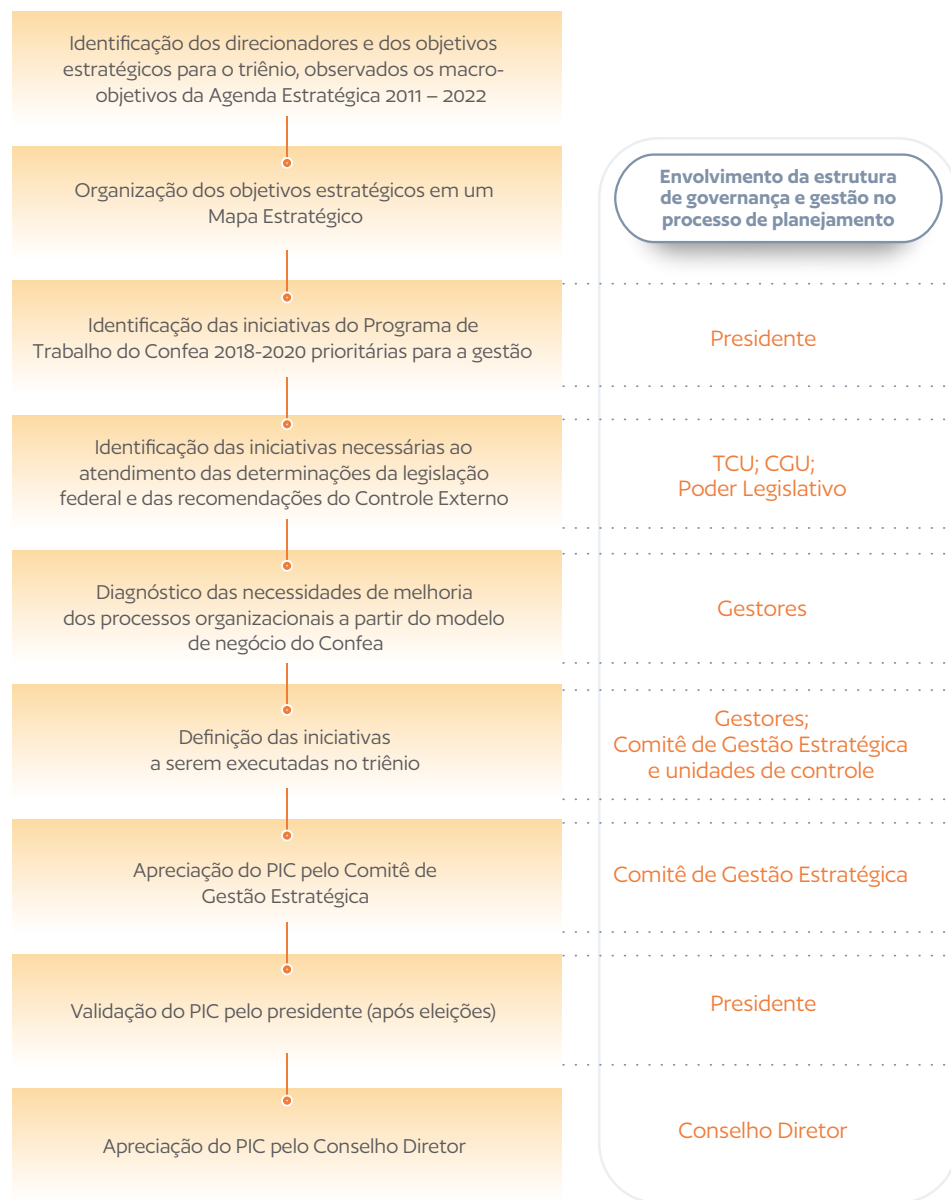 Identificação dos direcionadores e dos objetivos
estratégicos para o triênio, observados os macro-
objetivos da Agenda Estratégica 2011 – 2022
Organização dos objetivos estratégicos em um
Mapa Estratégico
Envolvimento da estrutura
de governança e gestão no
processo de planejamento
Identificação das iniciativas do Programa de
Trabalho do Confea 2018-2020 prioritárias para a gestão
Presidente
Identificação das iniciativas necessárias ao
atendimento das determinações da legislação
federal e das recomendações do Controle Externo
TCU; CGU;
Poder Legislativo
Diagnóstico das necessidades de melhoria
dos processos organizacionais a partir do modelo
de negócio do Confea
Gestores
Definição das iniciativas
a serem executadas no triênio
Gestores;
Comitê de Gestão Estratégica
e unidades de controle
Apreciação do PIC pelo Comitê de
Gestão Estratégica
Comitê de Gestão Estratégica
Validação do PIC pelo presidente (após eleições)
Presidente
Apreciação do PIC pelo Conselho Diretor
Conselho Diretor